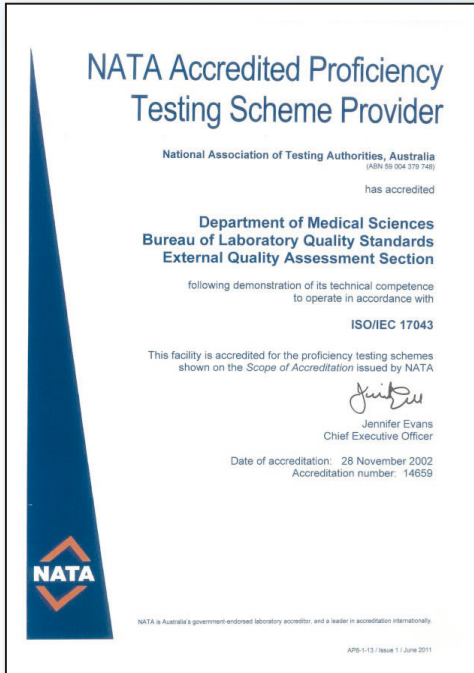 NATA Accredited Proficiency
Testing Scheme Provider
National Association of Testing Authorities, Australia
(ABN 59 004 379 748)
has accredited
Department of Medical Sciences
Bureau of Laboratory Quality Standards
External Quality Assessment Section
following demonstration of its technical competence
to operate in accordance with
ISO/IEC 17043
This facility is accredited for the proficiency testing schemes
shown on the Scope of Accreditation issued by NATA
Jennifer Evans
Chief Executive Officer
Date of accreditation: 28 November 2002
Accreditation number: 14659
NATA
NATA is Australia's government-endorsed laboratory accreditor, and a leader in accreditation internationally.
AP8-1-13 / Issue 1 / June 2011